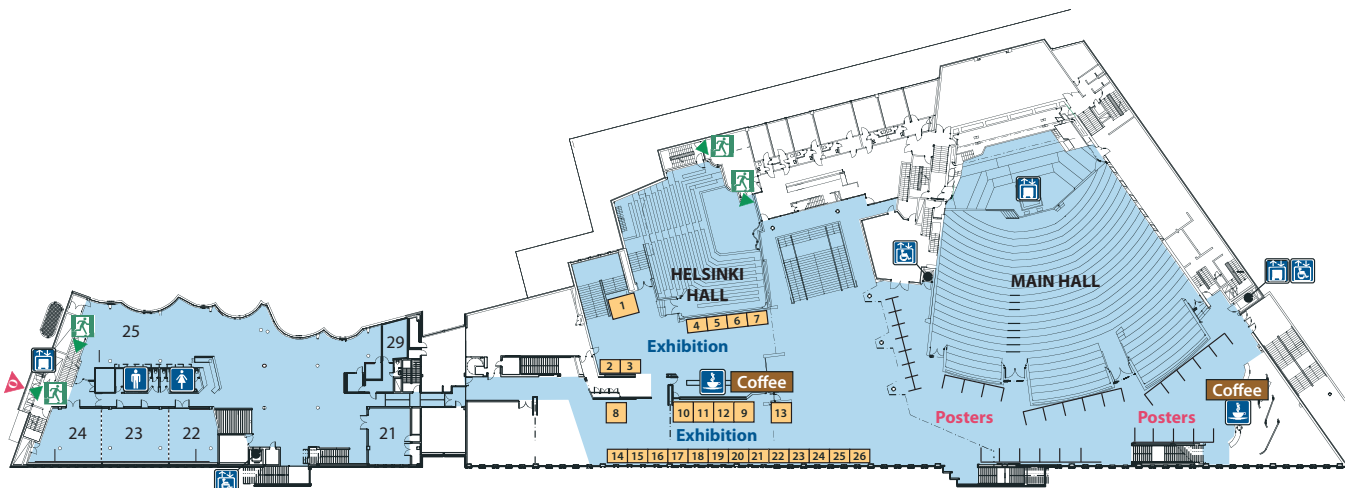 HELSINKI
HALL
MAIN HALL
1
4 5 6 7
25
29
Exhibition
2 3
Coffee
Coffee
8
10 11 12 9
13
Posters
Posters
24
23
22
21
Exhibition
14 15 16 17 18 19 20 21 22 23 24 25 26